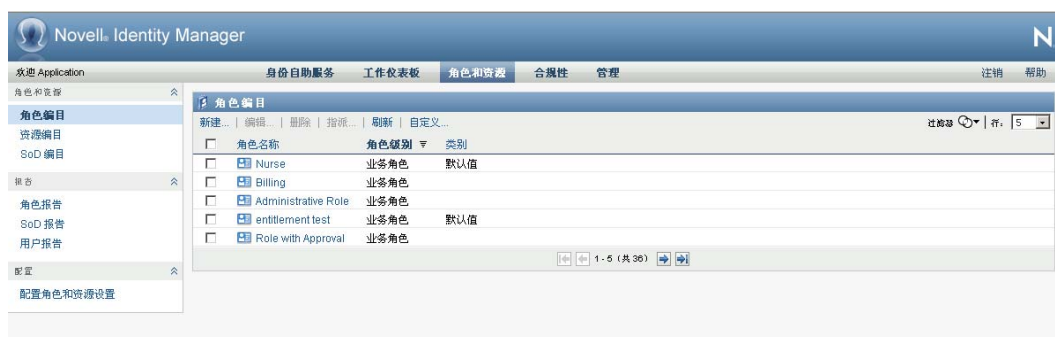 Novell® Identity Manager
N
欢迎 Application
身份自助服务 工作仪表板 角色和资源 合规性 管理
注销 帮助
角色和资源
角色编目
资源编目
SoD 编目
报告
角色报告
SoD 报告
用户报告
配置
配置角色和资源设置
角色编目
新建... | 编辑... | 删除 | 指派... | 刷新 | 自定义...
过滤器 | 行: 5
角色名称 角色级别 类别
Nurse 业务角色 默认值
Billing 业务角色
Administrative Role 业务角色
entitlement test 业务角色 默认值
Role with Approval 业务角色
1 - 5 (共 36)